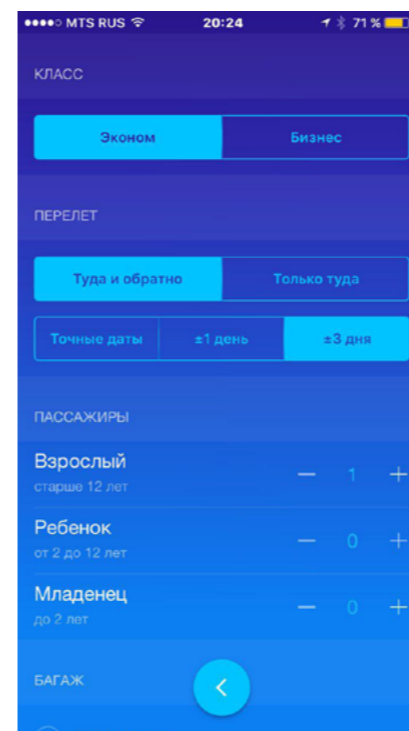 MTS RUS 20:24 71 %
КЛАСС
Эконом Бизнес
ПЕРЕЛЕТ
Туда и обратно Только туда
Точные даты ±1 день ±3 дня
ПАССАЖИРЫ
Взрослый
старше 12 лет
— 1 +
Ребенок
от 2 до 12 лет
— 0 +
Младенец
до 2 лет
— 0 +
БАГАЖ